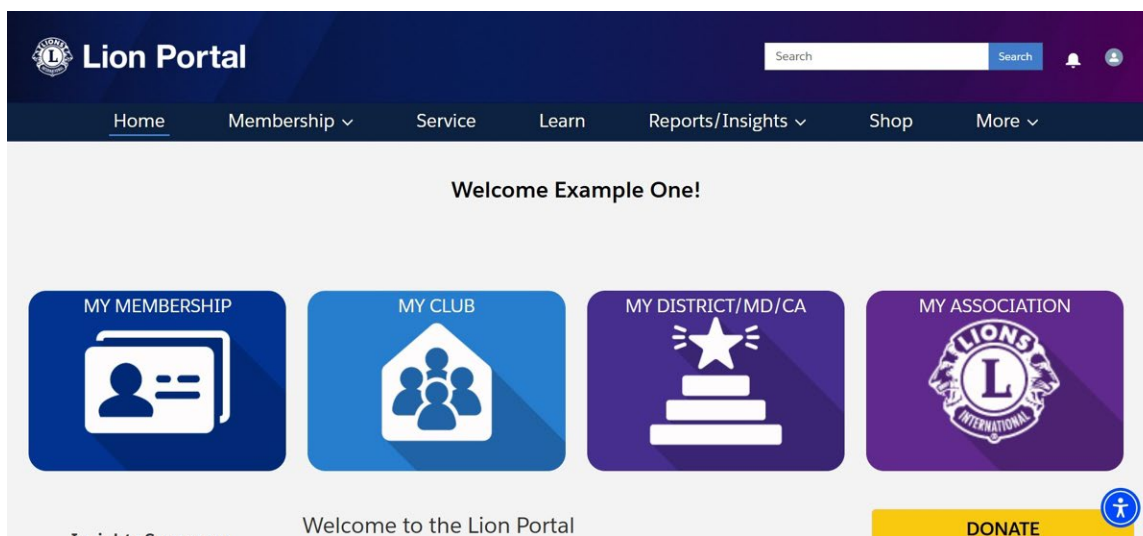 Lion Portal
Search
Search
Home Membership Service Learn Reports/Insights Shop More
Welcome Example One!
MY MEMBERSHIP
MY CLUB
MY DISTRICT/MD/CA
MY ASSOCIATION
LIONS
L
INTERNATIONAL
Welcome to the Lion Portal
DONATE